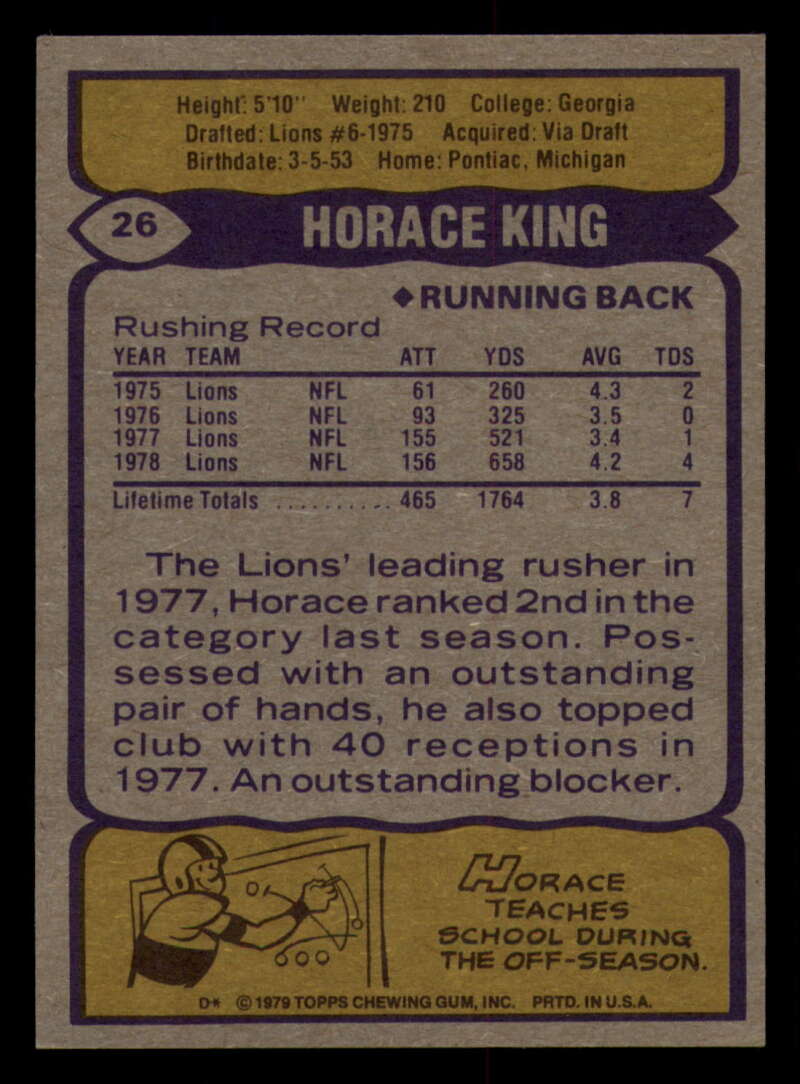 Height: 5'10" Weight: 210 College: Georgia
Drafted: Lions #6-1975 Acquired: Via Draft
Birthdate: 3-5-53 Home: Pontiac, Michigan
26 HORACE KING
◆RUNNING BACK
Rushing Record
YEAR TEAM ATT YDS AVG TDS
1975 Lions NFL 61 260 4.3 2
1976 Lions NFL 93 325 3.5 0
1977 Lions NFL 155 521 3.4 1
1978 Lions NFL 156 658 4.2 4
Lifetime Totals .......... 465 1764 3.8 7
The Lions' leading rusher in
1977, Horace ranked 2nd in the
category last season. Pos-
sessed with an outstanding
pair of hands, he also topped
club with 40 receptions in
1977. An outstanding blocker.
HORACE
TEACHES
SCHOOL DURING
THE OFF-SEASON.
D* © 1979 TOPPS CHEWING GUM, INC. PRTD. IN U.S.A.